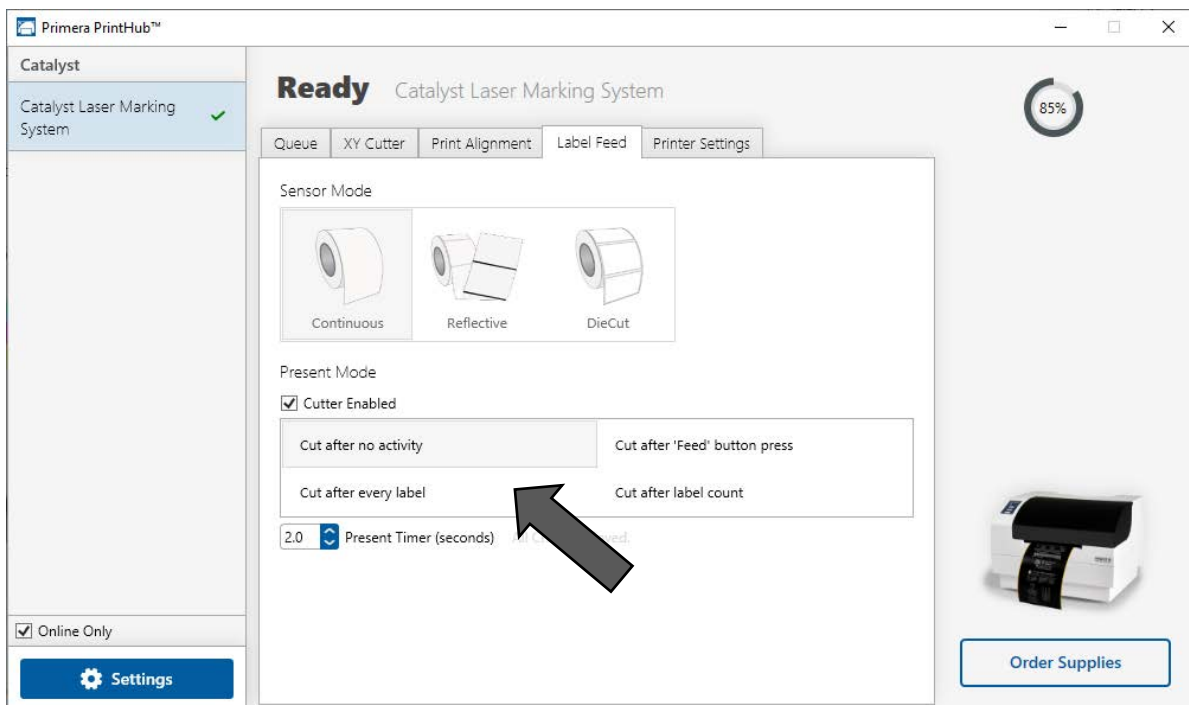 Primera PrintHub™
Catalyst
Catalyst Laser Marking
System
Ready Catalyst Laser Marking System
85%
Queue XY Cutter Print Alignment Label Feed Printer Settings
Sensor Mode
Continuous Reflective DieCut
Present Mode
Cutter Enabled
Cut after no activity Cut after 'Feed' button press
Cut after every label Cut after label count
2.0 Present Timer (seconds)
Online Only
Settings
Order Supplies